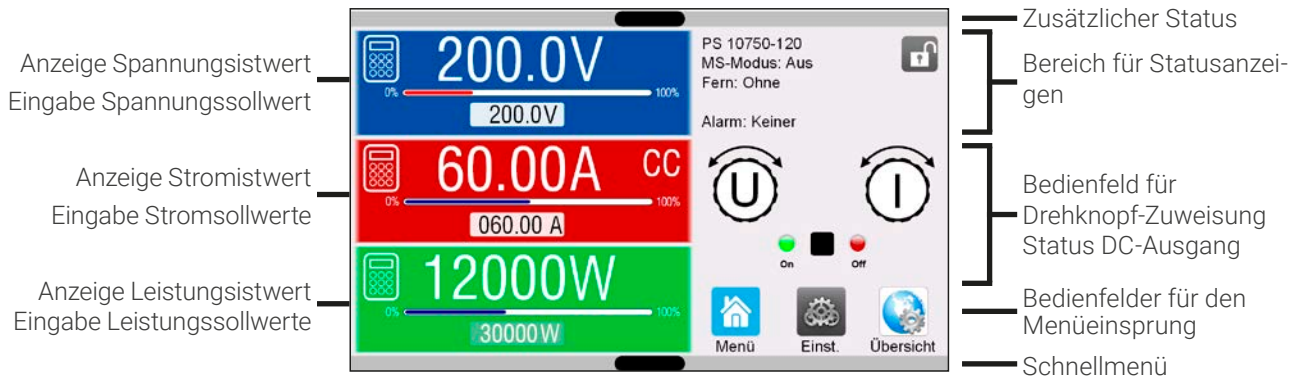 Anzeige Spannungsistwert
Eingabe Spannungssollwert
Anzeige Stromistwert
Eingabe Stromsollwerte
Anzeige Leistungsistwert
Eingabe Leistungssollwerte
200.0V
0% 100%
200.0V
60.00A CC
0% 100%
060.00 A
12000W
0% 100%
30000W
PS 10750-120
MS-Modus: Aus
Fern: Ohne
Alarm: Keiner
U I
On Off
Menü Einst. Übersicht
Zusätzlicher Status
Bereich für Statusanzei-
gen
Bedienfeld für
Drehknopf-Zuweisung
Status DC-Ausgang
Bedienfelder für den
Menüeinsprung
Schnellmenü